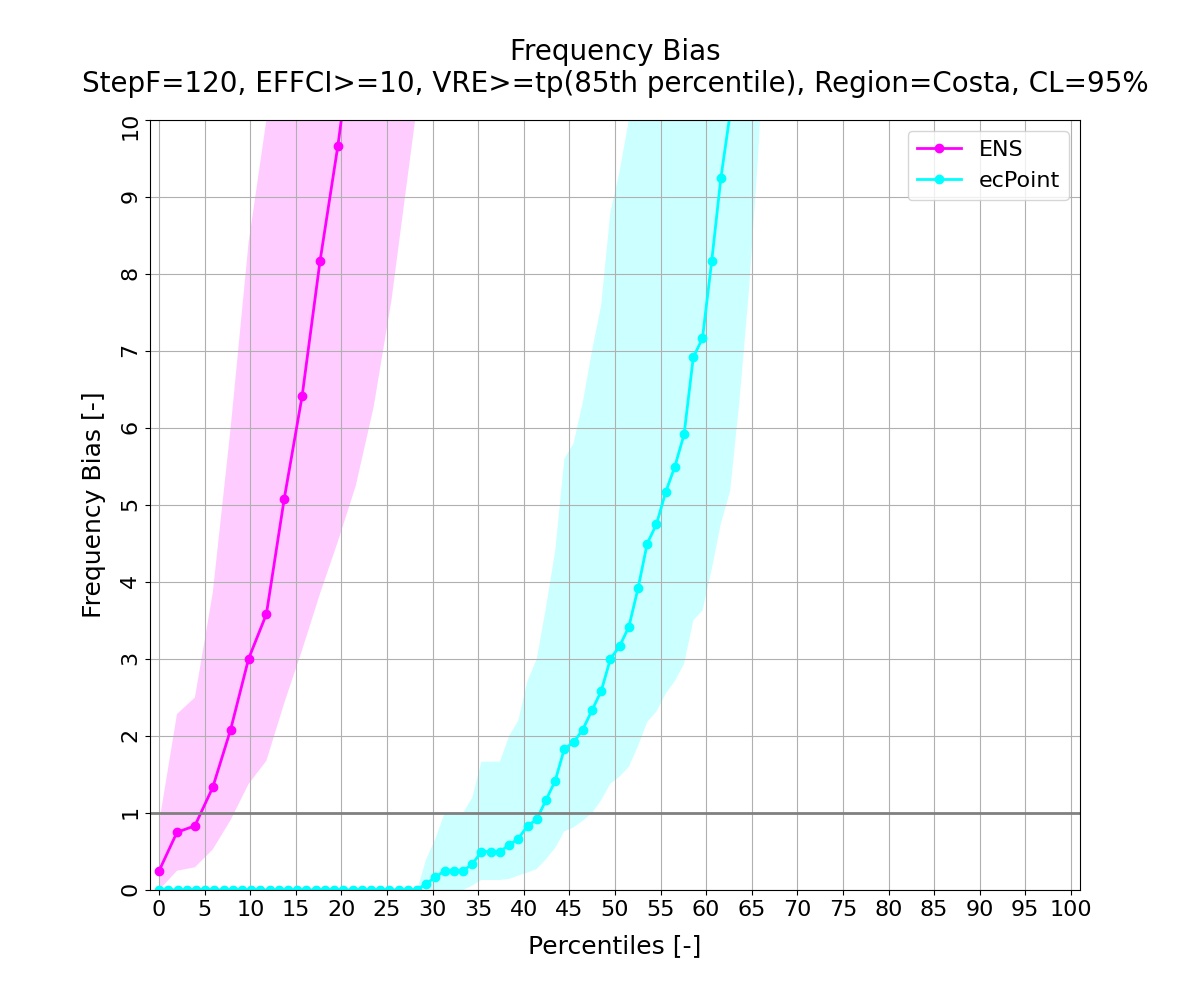 Frequency Bias
StepF=120, EFFCI>=10, VRE>=tp(85th percentile), Region=Costa, CL=95%
ENS
ecPoint
Frequency Bias [-]
10
9
8
7
6
5
4
3
2
1
0
0 5 10 15 20 25 30 35 40 45 50 55 60 65 70 75 80 85 90 95 100
Percentiles [-]